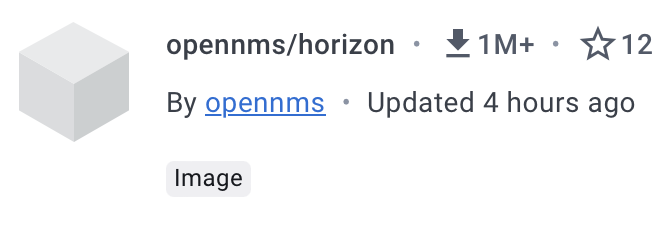 opennms/horizon • 1M+ • 12
By opennms • Updated 4 hours ago
Image